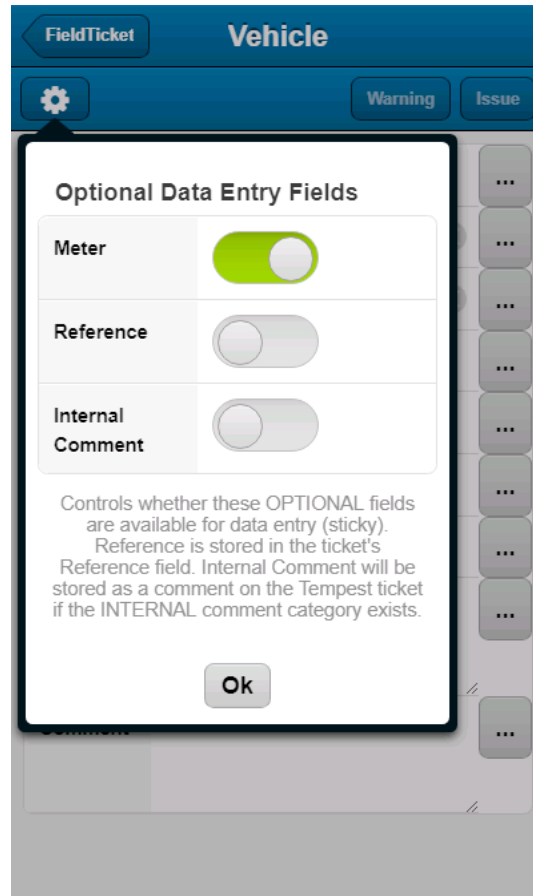 FieldTicket
Vehicle
Warning
Issue
Optional Data Entry Fields
...
Meter
...
...
Reference
...
Internal
Comment
...
...
Controls whether these OPTIONAL fields
are available for data entry (sticky).
Reference is stored in the ticket's
Reference field. Internal Comment will be
stored as a comment on the Tempest ticket
if the INTERNAL comment category exists.
...
...
Ok
Comment
...